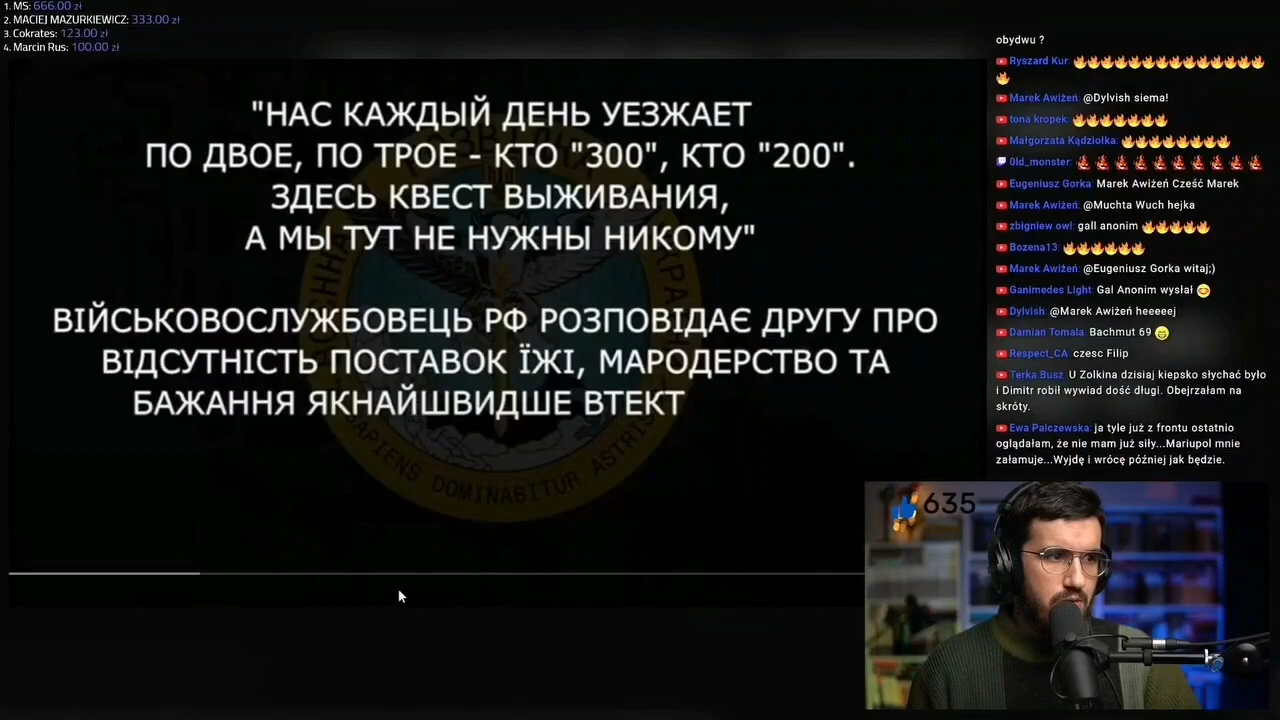 1. MS: 666.00 zł
2. MACIEJ MAZURKIEWICZ: 333.00 zł
3. Cokrates: 123.00 zł
4. Marcin Rus: 100.00 zł
"НАС КАЖДЫЙ ДЕНЬ УЕЗЖАЕТ
ПО ДВОЕ, ПО ТРОЕ - КТО "300", КТО "200".
ЗДЕСЬ КВЕСТ ВЫЖИВАНИЯ,
А МЫ ТУТ НЕ НУЖНЫ НИКОМУ"
ВІЙСЬКОВОСЛУЖБОВЕЦЬ РФ РОЗПОВІДАЄ ДРУГУ ПРО
ВІДСУТНІСТЬ ПОСТАВОК ЇЖІ, МАРОДЕРСТВО ТА
БАЖАННЯ ЯКНАЙШВИДШЕ ВТЕКТ
SAPIENS DOMINABITUR ASTRIS
obydwu ?
Ryszard Kur: 🔥🔥🔥🔥🔥🔥🔥🔥🔥🔥🔥🔥🔥🔥
🔥
Marek Awiżeń: @Dylvish siema!
tona kropek: 🔥🔥🔥🔥🔥🔥🔥
Małgorzata Kądziołka: 🔥🔥🔥🔥🔥🔥🔥🔥
0ld_monster:
Eugeniusz Gorka: Marek Awiżeń Cześć Marek
Marek Awiżeń: @Muchta Wuch hejka
zbigniew owl: gall anonim 🔥🔥🔥🔥🔥
Bozena13: 🔥🔥🔥🔥🔥🔥
Marek Awiżeń: @Eugeniusz Gorka witaj;)
Ganimedes Light: Gal Anonim wysłał 😊
Dylvish: @Marek Awiżeń heeeeej
Damian Tomala: Bachmut 69 😄
Respect_CA: czesc Filip
Terka Busz: U Zolkina dzisiaj kiepsko słychać było
i Dimitr robił wywiad dość długi. Obejrzałam na
skróty.
Ewa Palczewska: ja tyle już z frontu ostatnio
oglądałam, że nie mam już siły...Mariupol mnie
załamuje...Wyjdę i wrócę później jak będzie.
635